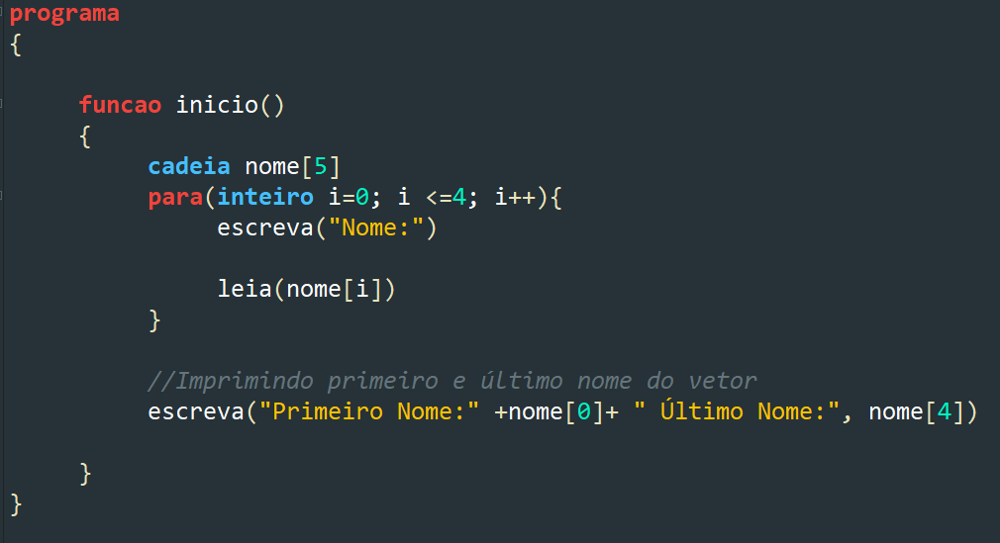 programa
{
funcao inicio()
{
cadeia nome[5]
para(inteiro i=0; i <=4; i++){
escreva("Nome:")
leia(nome[i])
}
//Imprimindo primeiro e último nome do vetor
escreva("Primeiro Nome:" +nome[0]+ " Último Nome:", nome[4])
}
}